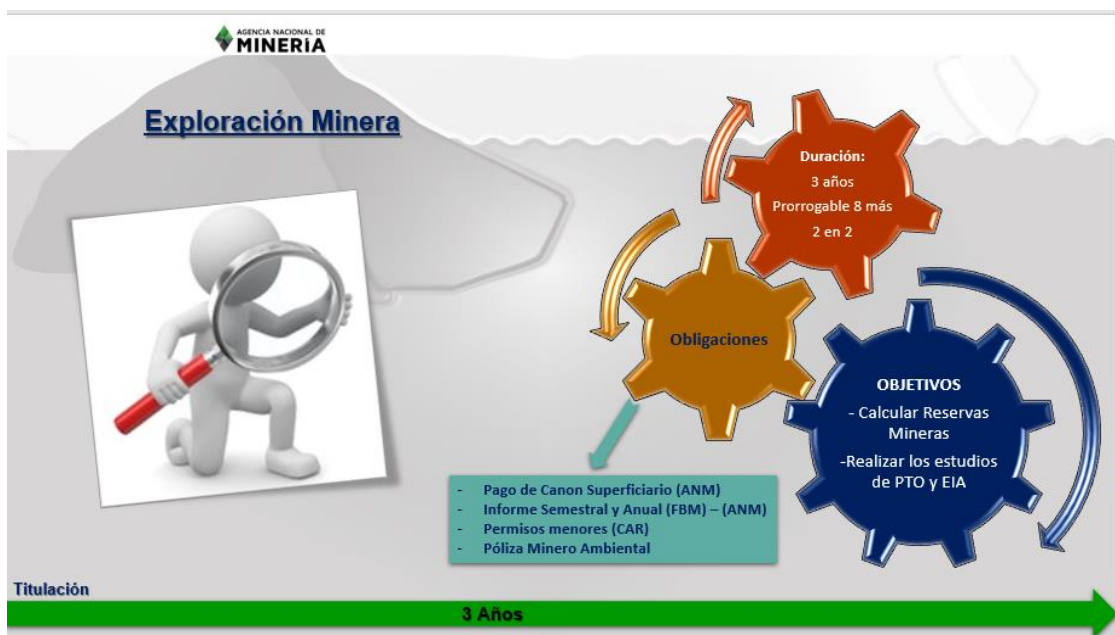 AGENCIA NACIONAL DE
MINERÍA
Exploración Minera
Duración:
3 años
Prorrogable 8 más
2 en 2
Obligaciones
OBJETIVOS
- Calcular Reservas
Mineras
-Realizar los estudios
de PTO y EIA
- Pago de Canon Superficiario (ANM)
- Informe Semestral y Anual (FBM) – (ANM)
- Permisos menores (CAR)
- Póliza Minero Ambiental
Titulación
3 Años